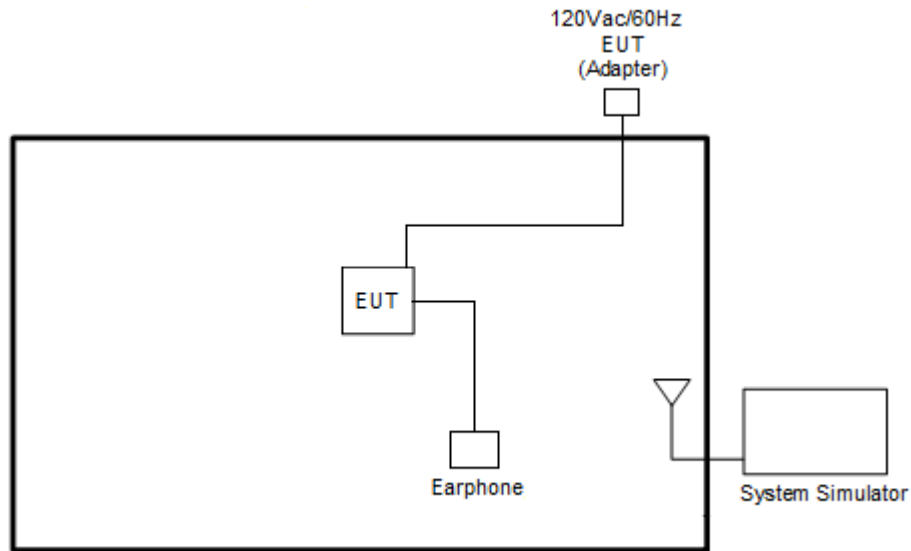 120Vac/60Hz
EUT
(Adapter)
EUT
Earphone
System Simulator